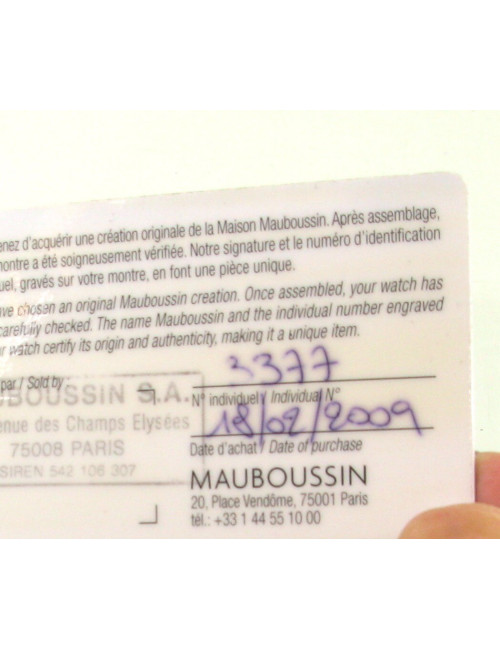 enez d'acquérir une création originale de la Maison Mauboussin. Après assemblage,
montre a été soigneusement vérifiée. Notre signature et le numéro d'identification
uel, gravés sur votre montre, en font une pièce unique.
ave chosen an original Mauboussin creation. Once assembled, your watch has
carefully checked. The name Mauboussin and the individual number engraved
r watch certify its origin and authenticity, making it a unique item.
par / Sold by :
3377
UBOUSSIN S.A.
N° individuel / Individual N°
enue des Champs Elysées
18/02/2009
75008 PARIS
Date d'achat / Date of purchase
SIREN 542 106 307
MAUBOUSSIN
20, Place Vendôme, 75001 Paris
tél.: +33 1 44 55 10 00